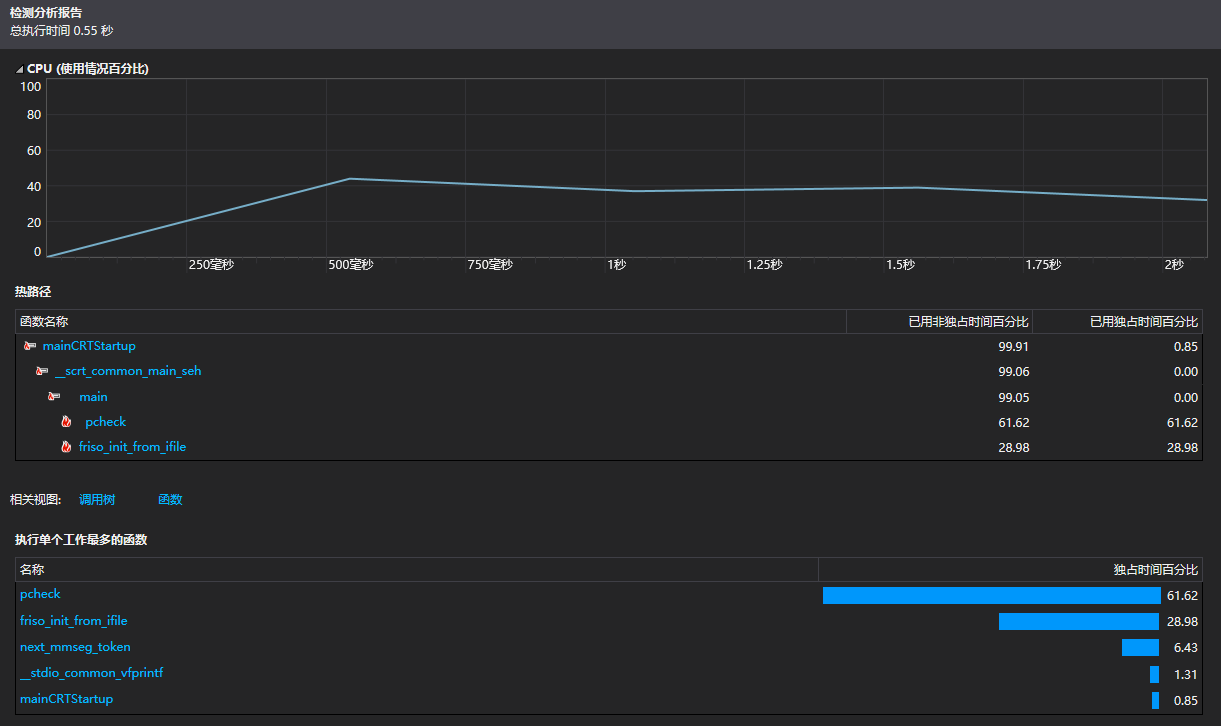 检测分析报告
总执行时间 0.55 秒
CPU (使用情况百分比)
100
80
60
40
20
0
250毫秒 500毫秒 750毫秒 1秒 1.25秒 1.5秒 1.75秒 2秒
热路径
函数名称 已用非独占时间百分比 已用独占时间百分比
mainCRTStartup 99.91 0.85
__scrt_common_main_seh 99.06 0.00
main 99.05 0.00
pcheck 61.62 61.62
friso_init_from_ifile 28.98 28.98
相关视图: 调用树 函数
执行单个工作最多的函数
名称 独占时间百分比
pcheck 61.62
friso_init_from_ifile 28.98
next_mmseg_token 6.43
__stdio_common_vfprintf 1.31
mainCRTStartup 0.85